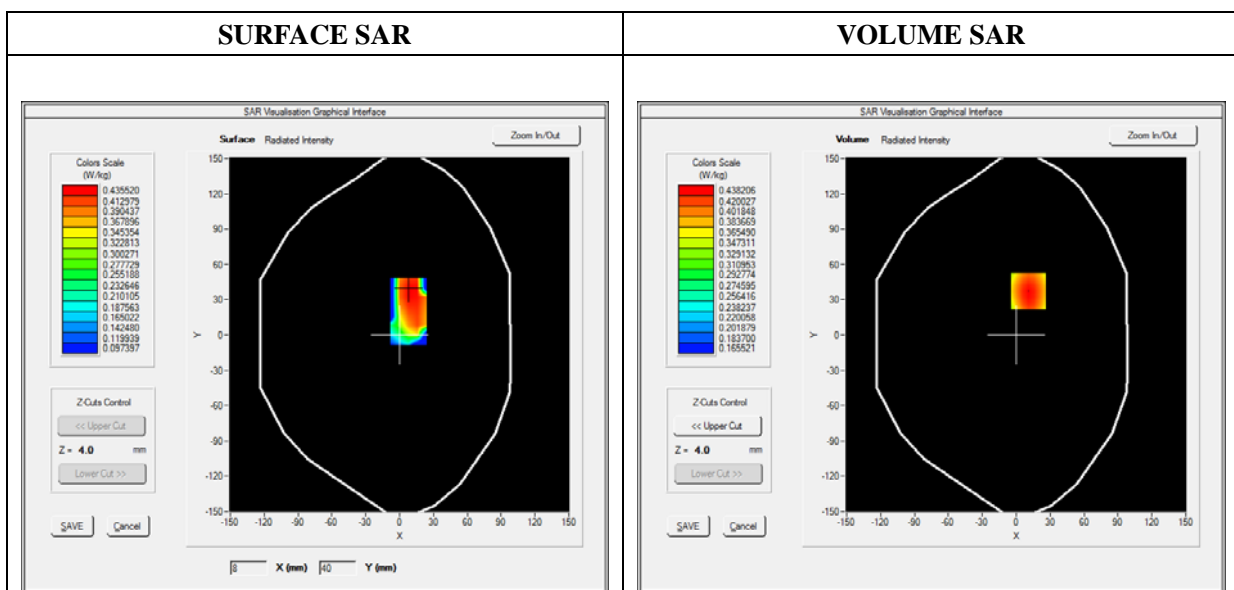 SURFACE SAR
VOLUME SAR
SAR Visualisation Graphical Interface
Surface Radiated Intensity
Zoom In/Out
Colors Scale
(W/kg)
0.435520
0.412979
0.390437
0.367896
0.345354
0.322813
0.300271
0.277729
0.255188
0.232646
0.210105
0.187563
0.165022
0.142480
0.119939
0.097397
Z-Cuts Control
<< Upper Cut
Z = 4.0 mm
Lower Cut >>
SAVE Cancel
150
120
90
60
30
0
-30
-60
-90
-120
-150
Y
-150 -120 -90 -60 -30 0 30 60 90 120 150
X
8 X (mm) 40 Y (mm)
SAR Visualisation Graphical Interface
Volume Radiated Intensity
Zoom In/Out
Colors Scale
(W/kg)
0.438206
0.420027
0.401848
0.383669
0.365490
0.347311
0.329132
0.310953
0.292774
0.274595
0.256416
0.238237
0.220058
0.201879
0.183700
0.165521
Z-Cuts Control
<< Upper Cut
Z = 4.0 mm
Lower Cut >>
SAVE Cancel
150
120
90
60
30
0
-30
-60
-90
-120
-150
Y
-150 -120 -90 -60 -30 0 30 60 90 120 150
X